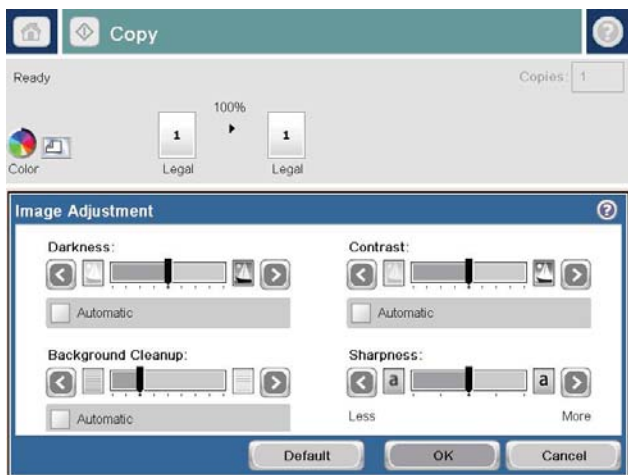 Copy
Ready
Copies: 1
100%
1
1
Color
Legal
Legal
Image Adjustment
Darkness:
Contrast:
Automatic
Automatic
Background Cleanup:
Sharpness:
a
a
Automatic
Less
More
Default
OK
Cancel